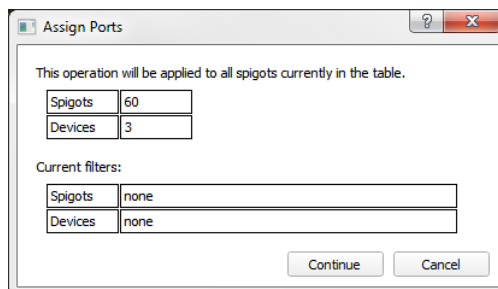 Assign Ports
?
X
This operation will be applied to all spigots currently in the table.
Spigots 60
Devices 3
Current filters:
Spigots none
Devices none
Continue Cancel